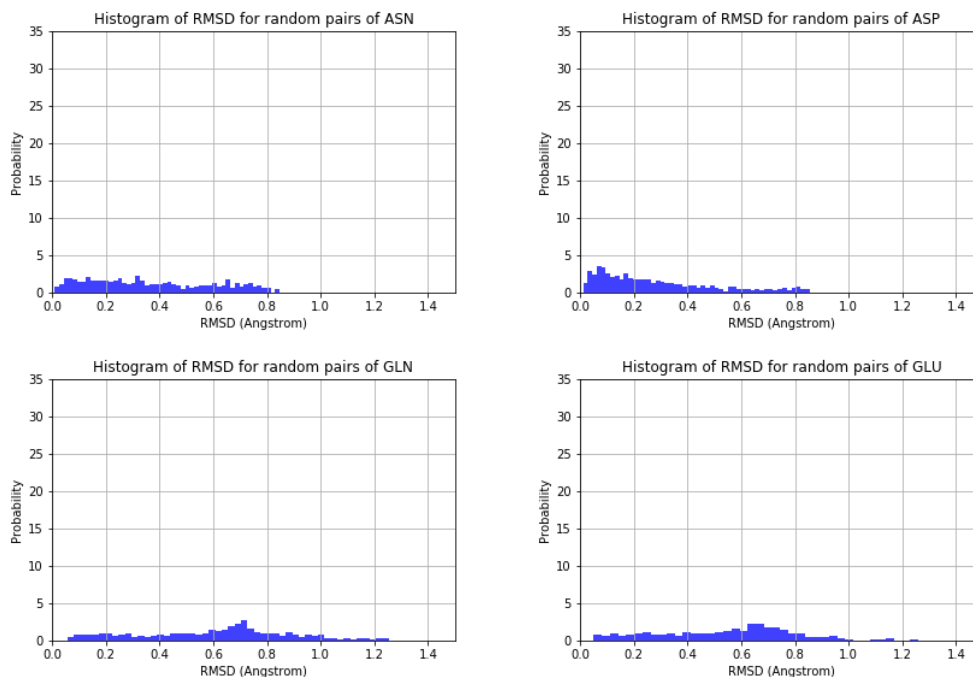 Histogram of RMSD for random pairs of ASN
35
30
25
20
15
10
5
0
Probability
0.0 0.2 0.4 0.6 0.8 1.0 1.2 1.4
RMSD (Angstrom)
Histogram of RMSD for random pairs of ASP
35
30
25
20
15
10
5
0
Probability
0.0 0.2 0.4 0.6 0.8 1.0 1.2 1.4
RMSD (Angstrom)
Histogram of RMSD for random pairs of GLN
35
30
25
20
15
10
5
0
Probability
0.0 0.2 0.4 0.6 0.8 1.0 1.2 1.4
RMSD (Angstrom)
Histogram of RMSD for random pairs of GLU
35
30
25
20
15
10
5
0
Probability
0.0 0.2 0.4 0.6 0.8 1.0 1.2 1.4
RMSD (Angstrom)